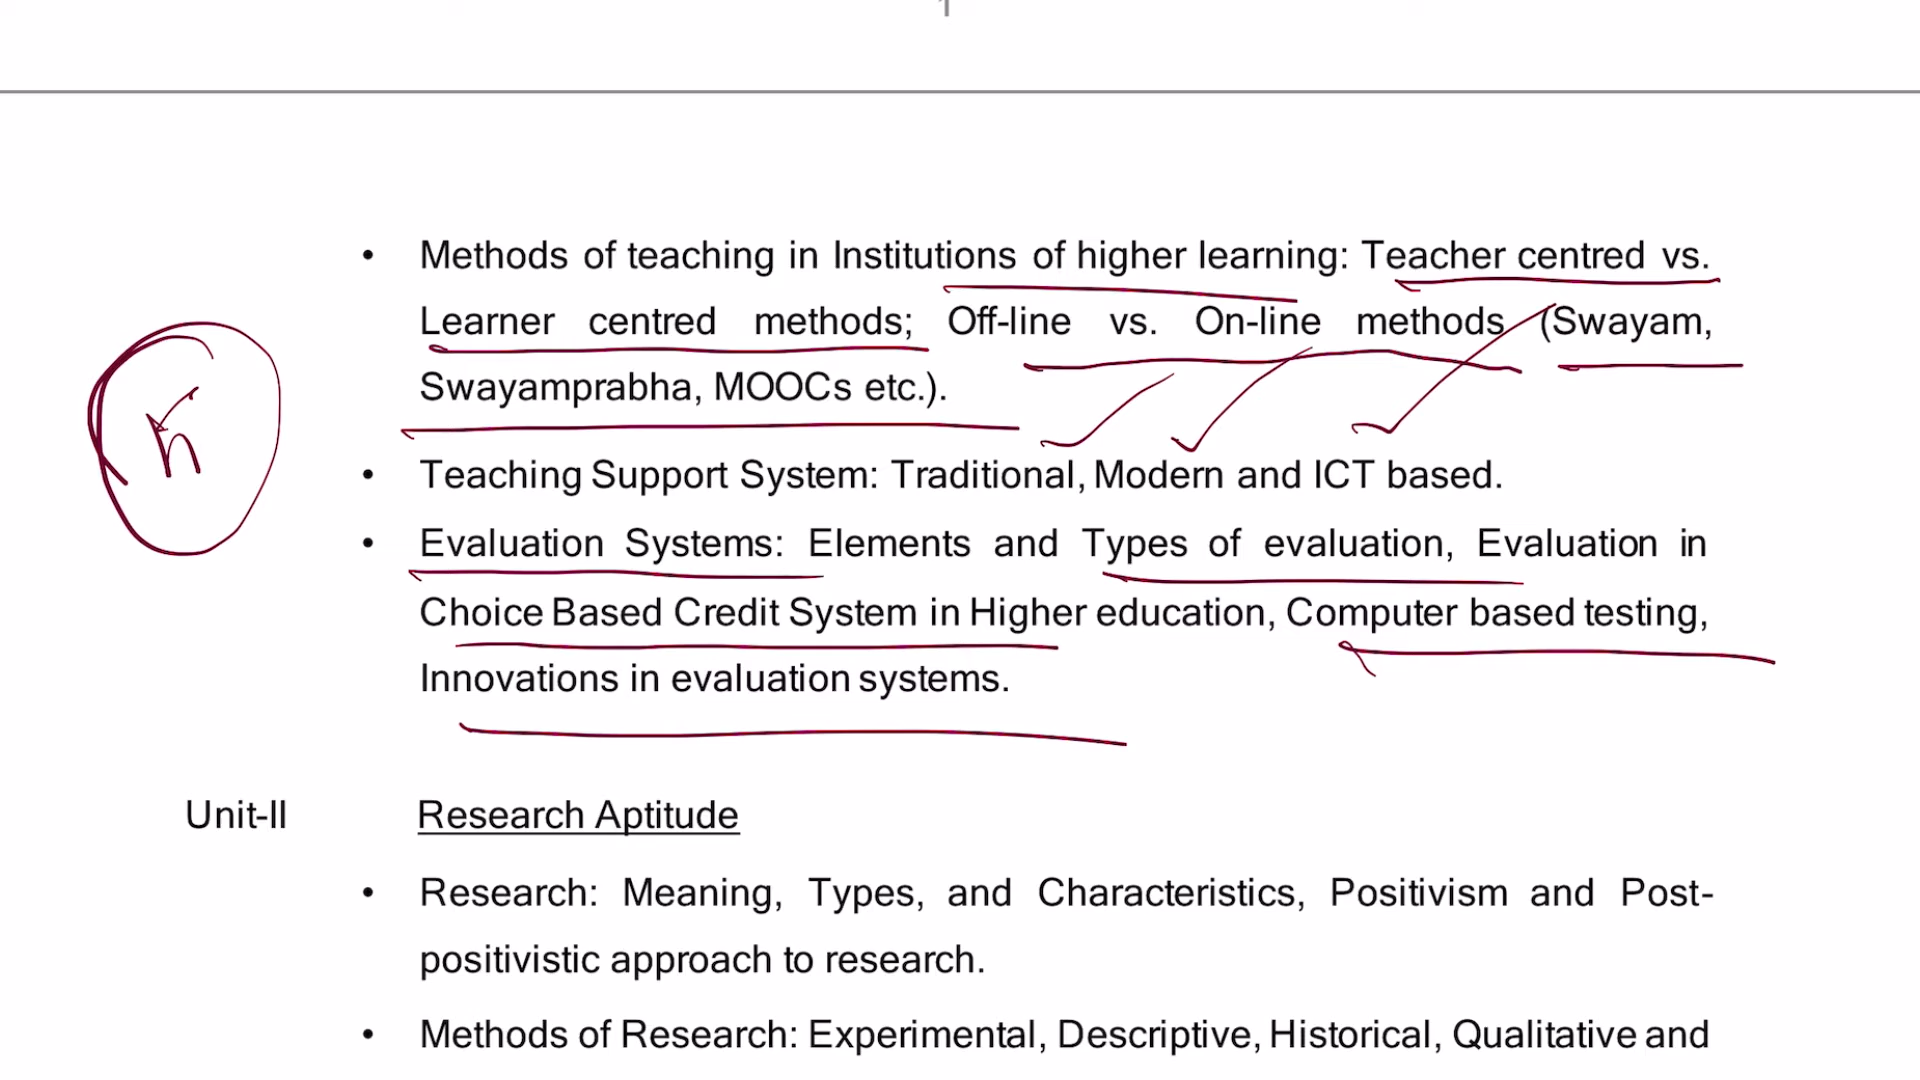 • Methods of teaching in Institutions of higher learning: Teacher centred vs.
Learner centred methods; Off-line vs. On-line methods (Swayam,
Swayamprabha, MOOCs etc.).
• Teaching Support System: Traditional, Modern and ICT based.
• Evaluation Systems: Elements and Types of evaluation, Evaluation in
Choice Based Credit System in Higher education, Computer based testing,
Innovations in evaluation systems.
Unit-II Research Aptitude
• Research: Meaning, Types, and Characteristics, Positivism and Post-
positivistic approach to research.
• Methods of Research: Experimental, Descriptive, Historical, Qualitative and